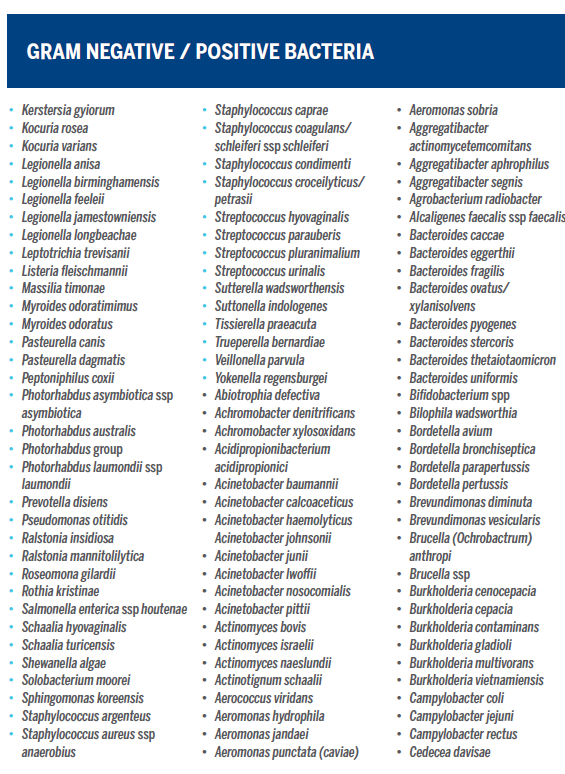 GRAM NEGATIVE / POSITIVE BACTERIA
• Kerstersia gyiorum
• Kocuria rosea
• Kocuria varians
• Legionella anisa
• Legionella birminghamensis
• Legionella feeleii
• Legionella jamestowniensis
• Legionella longbeachae
• Leptotrichia trevisanii
• Listeria fleischmannii
• Massilia timonae
• Myroides odoratimimus
• Myroides odoratus
• Pasteurella canis
• Pasteurella dagmatis
• Peptoniphilus coxii
• Photorhabdus asymbiotica ssp
asymbiotica
• Photorhabdus australis
• Photorhabdus group
• Photorhabdus laumondii ssp
laumondii
• Prevotella disiens
• Pseudomonas otitidis
• Ralstonia insidiosa
• Ralstonia mannitolilytica
• Roseomona gilardii
• Rothia kristinae
• Salmonella enterica ssp houtenae
• Schaalia hyovaginalis
• Schaalia turicensis
• Shewanella algae
• Solobacterium moorei
• Sphingomonas koreensis
• Staphylococcus argenteus
• Staphylococcus aureus ssp
anaerobius
• Staphylococcus caprae
• Staphylococcus coagulans/
schleiferi ssp schleiferi
• Staphylococcus condimenti
• Staphylococcus croceilyticus/
petrasii
• Streptococcus hyovaginalis
• Streptococcus parauberis
• Streptococcus pluranimalium
• Streptococcus urinalis
• Sutterella wadsworthensis
• Suttonella indologenes
• Tissierella praeacuta
• Trueperella bernardiae
• Veillonella parvula
• Yokenella regensburgei
• Abiotrophia defectiva
• Achromobacter denitrificans
• Achromobacter xylosoxidans
• Acidipropionibacterium
acidipropionici
• Acinetobacter baumannii
• Acinetobacter calcoaceticus
• Acinetobacter haemolyticus
Acinetobacter johnsonii
• Acinetobacter junii
• Acinetobacter lwoffii
• Acinetobacter nosocomialis
• Acinetobacter pittii
• Actinomyces bovis
• Actinomyces israelii
• Actinomyces naeslundii
• Actinotignum schaalii
• Aerococcus viridans
• Aeromonas hydrophila
• Aeromonas jandaei
• Aeromonas punctata (caviae)
• Aeromonas sobria
• Aggregatibacter
actinomycetemcomitans
• Aggregatibacter aphrophilus
• Aggregatibacter segnis
• Agrobacterium radiobacter
• Alcaligenes faecalis ssp faecalis
• Bacteroides caccae
• Bacteroides eggerthii
• Bacteroides fragilis
• Bacteroides ovatus/
xylanisolvens
• Bacteroides pyogenes
• Bacteroides stercoris
• Bacteroides thetaiotaomicron
• Bacteroides uniformis
• Bifidobacterium spp
• Bilophila wadsworthia
• Bordetella avium
• Bordetella bronchiseptica
• Bordetella parapertussis
• Bordetella pertussis
• Brevundimonas diminuta
• Brevundimonas vesicularis
• Brucella (Ochrobactrum)
anthropi
• Brucella ssp
• Burkholderia cenocepacia
• Burkholderia cepacia
• Burkholderia contaminans
• Burkholderia gladioli
• Burkholderia multivorans
• Burkholderia vietnamiensis
• Campylobacter coli
• Campylobacter jejuni
• Campylobacter rectus
• Cedecea davisae